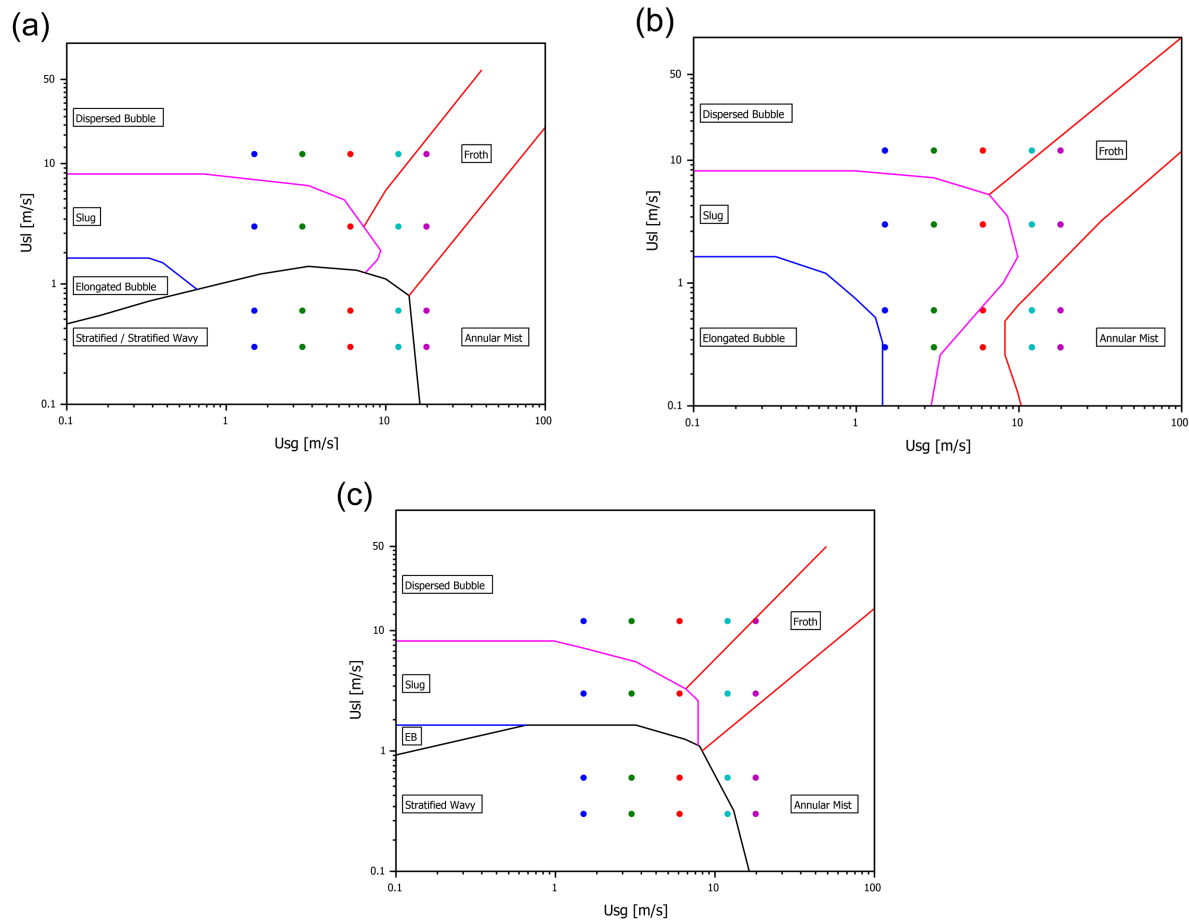 (a)
50
10
1
0.1
Usl [m/s]
Dispersed Bubble
Slug
Elongated Bubble
Stratified / Stratified Wavy
Froth
Annular Mist
0.1
1
10
100
Usg [m/s]
(b)
50
10
1
0.1
Usl [m/s]
Dispersed Bubble
Slug
Elongated Bubble
Froth
Annular Mist
0.1
1
10
100
Usg [m/s]
(c)
50
10
1
0.1
Usl [m/s]
Dispersed Bubble
Slug
EB
Stratified Wavy
Froth
Annular Mist
0.1
1
10
100
Usg [m/s]